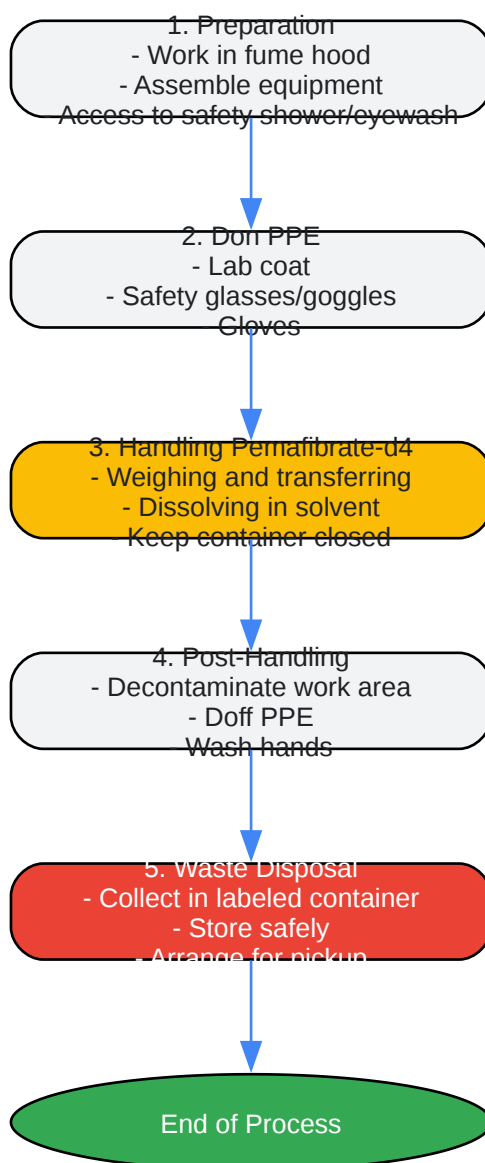 1. Preparation
- Work in fume hood
- Assemble equipment
- Access to safety shower/eyewash
2. Don PPE
- Lab coat
- Safety glasses/goggles
- Gloves
3. Handling Pemafibrate-d4
- Weighing and transferring
- Dissolving in solvent
- Keep container closed
4. Post-Handling
- Decontaminate work area
- Doff PPE
- Wash hands
5. Waste Disposal
- Collect in labeled container
- Store safely
- Arrange for pickup
End of Process